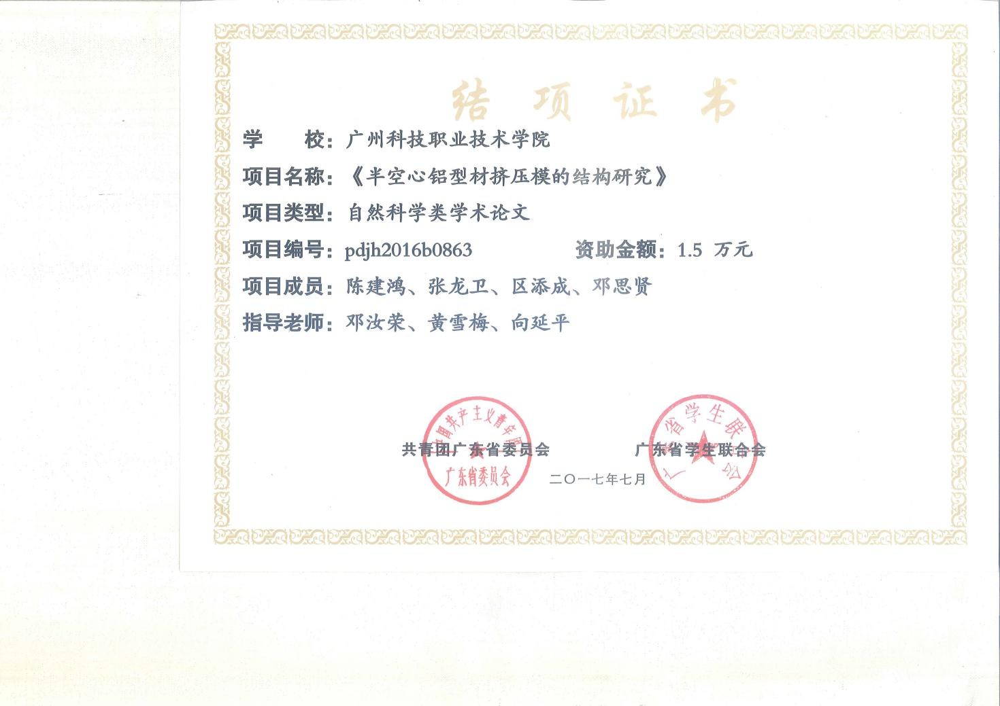 结项证书
学 校：广州科技职业技术学院
项目名称：《半空心铝型材挤压模的结构研究》
项目类型：自然科学类学术论文
项目编号：pdjh2016b0863 资助金额：1.5 万元
项目成员：陈建鸿、张龙卫、区添成、邓思贤
指导老师：邓汝荣、黄雪梅、向延平
中国共产主义青年团
共青团广东省委员会 广东省学生联合会
广东省委员会
广东省学生联合会
二〇一七年七月